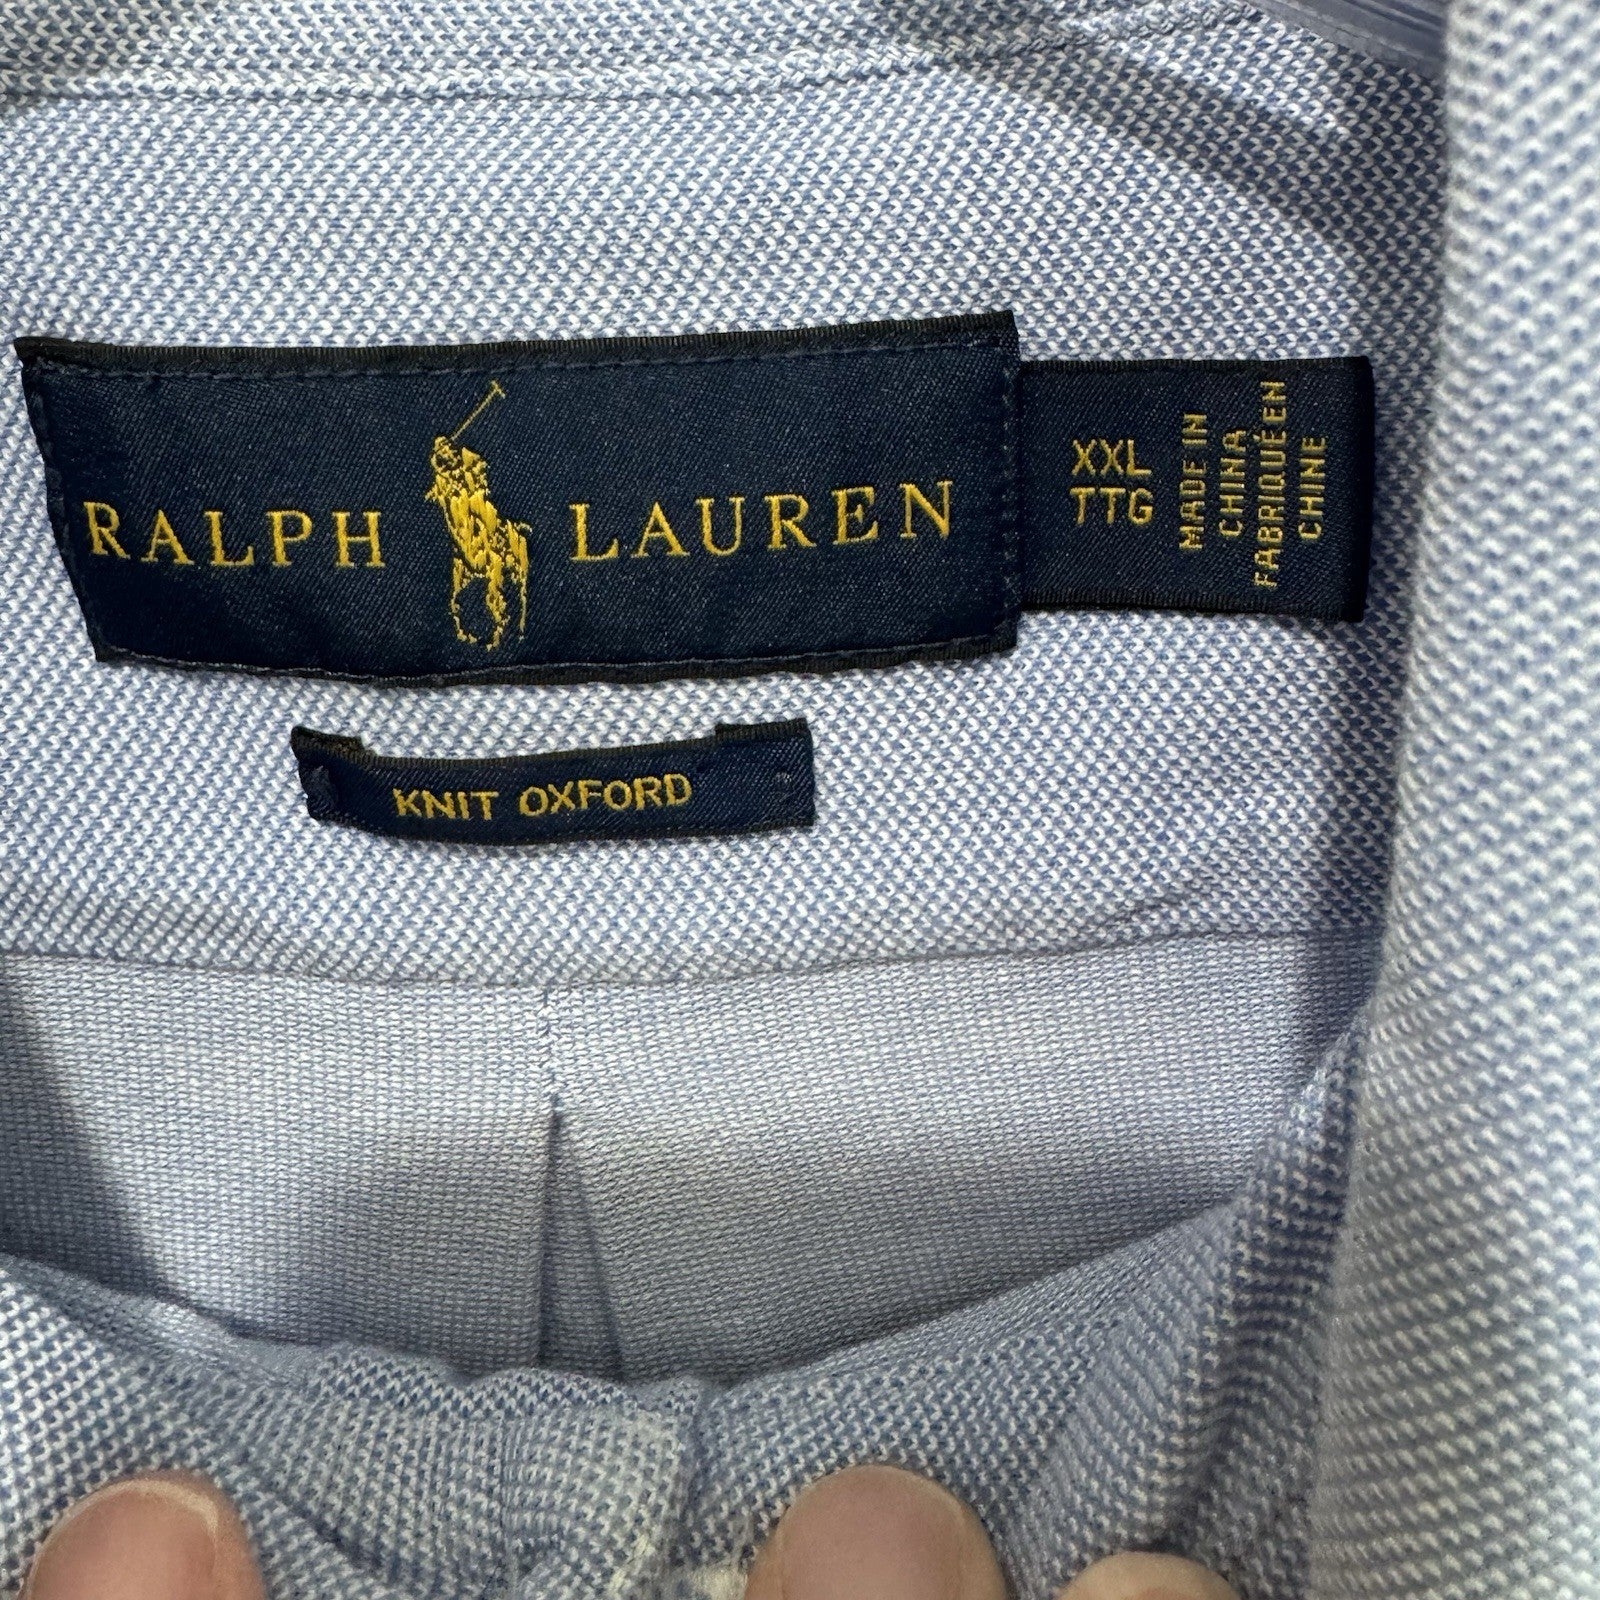 RALPH LAUREN
XXL
TTG
MADE IN
CHINA
FABRIQUÉ EN
CHINE
KNIT OXFORD